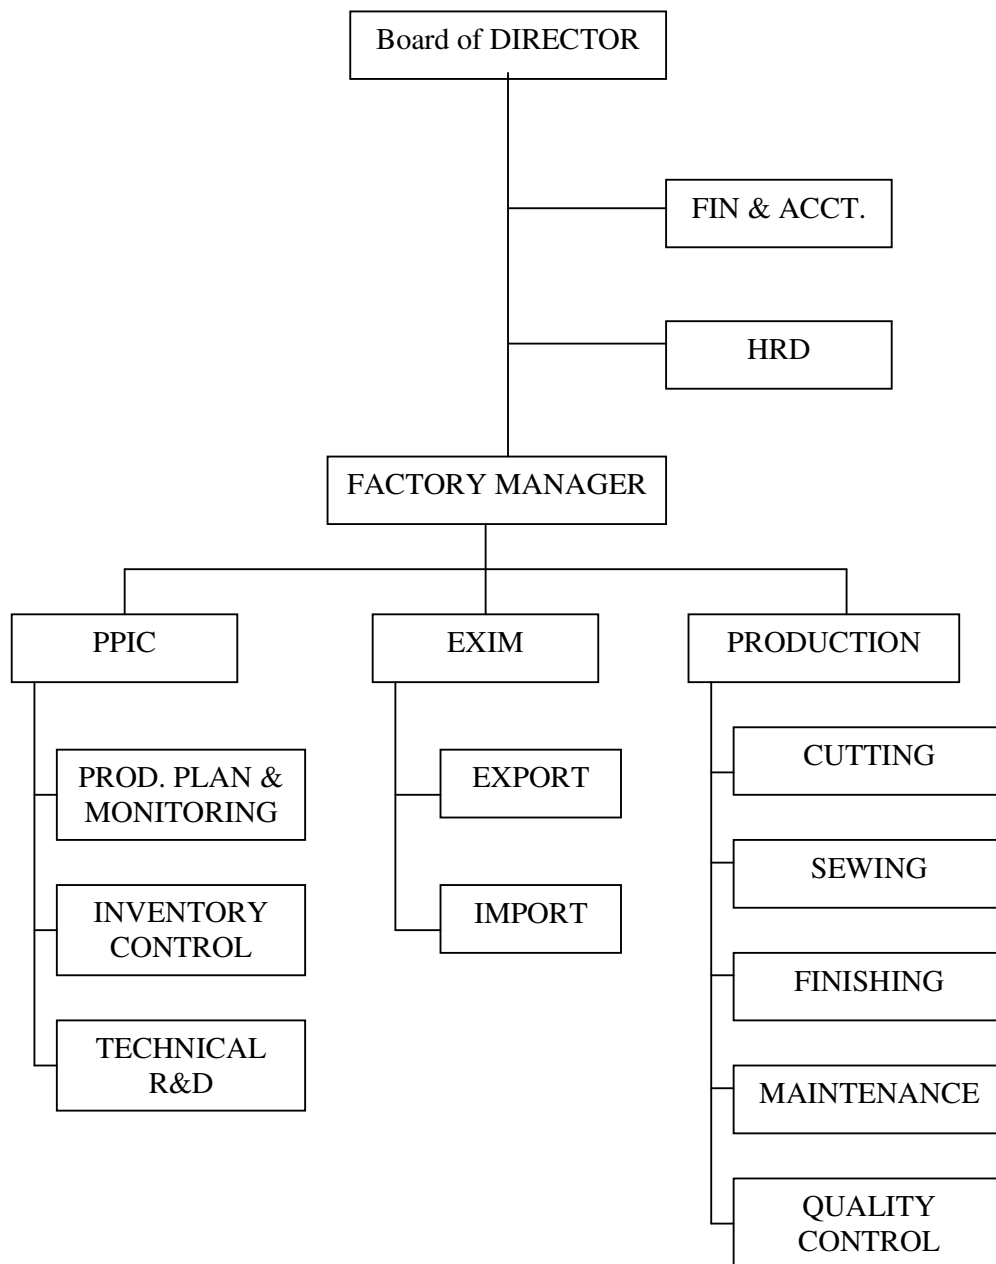 Board of DIRECTOR
FIN & ACCT.
HRD
FACTORY MANAGER
PPIC
EXIM
PRODUCTION
PROD. PLAN &
MONITORING
INVENTORY
CONTROL
TECHNICAL
R&D
EXPORT
IMPORT
CUTTING
SEWING
FINISHING
MAINTENANCE
QUALITY
CONTROL